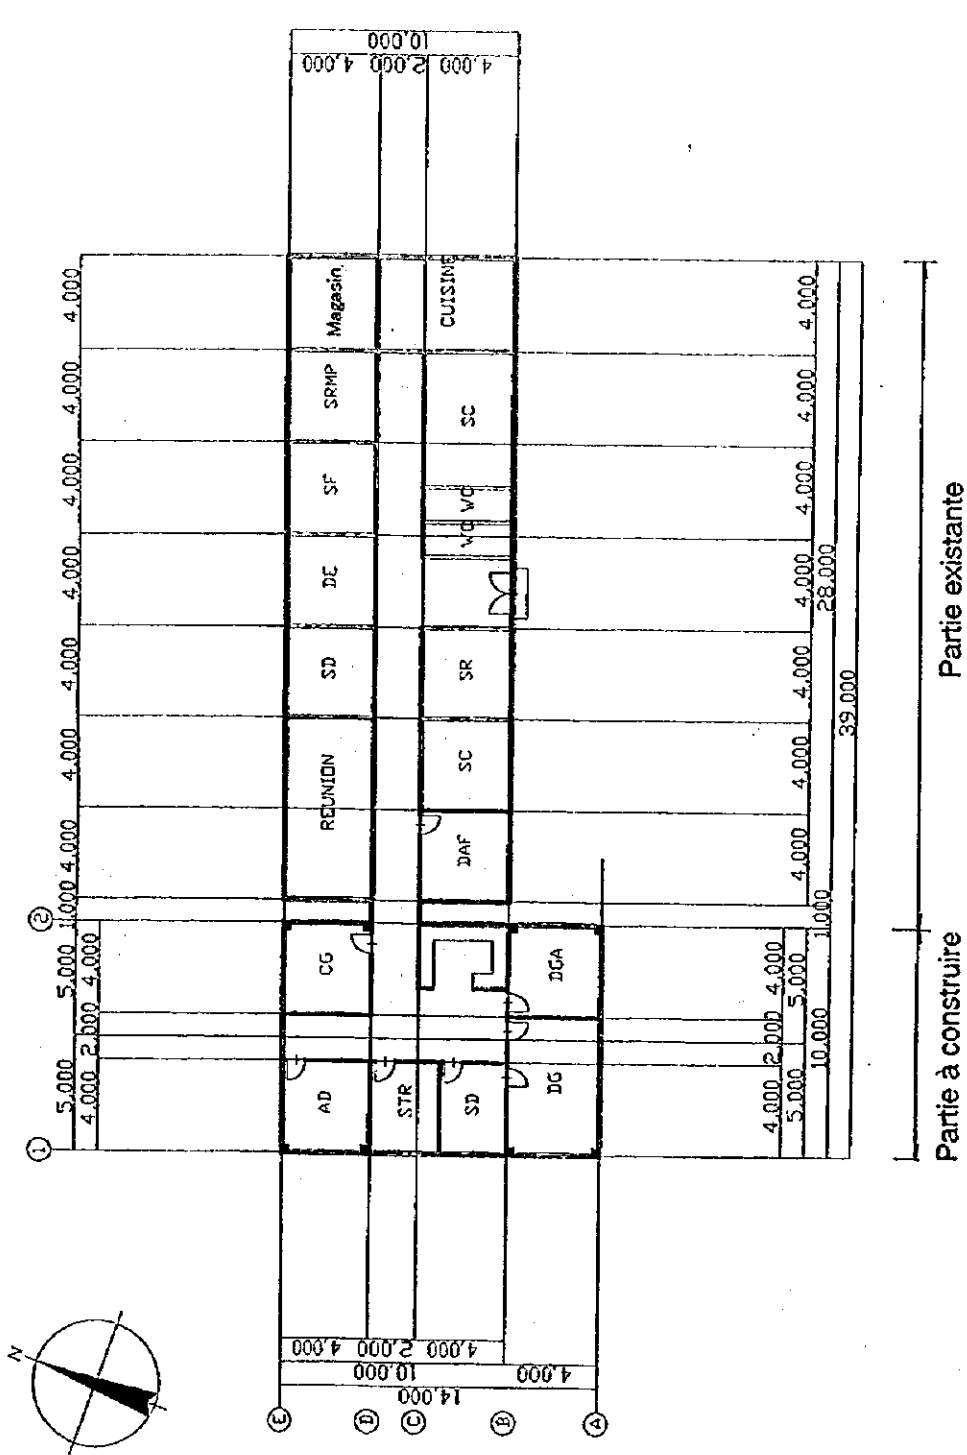 10,000
4,000 2,000 4,000
4,000 4,000 4,000 4,000 4,000 4,000 4,000 1,000 5,000 5,000
4,000 2,000 4,000
Magasin
SRMP
SF
DE
SD
REUNION
CG
AD
CUISINE
SC
WC WC
SR
SC
DAF
STR
SD
DGA
DG
4,000 4,000 4,000 4,000 4,000 4,000 4,000 1,000
28.000
39.000
4,000 2,000 4,000
5,000 5,000
10,000
Partie existante
Partie à construire
2
1
N
4,000 2,000 4,000
10,000 4,000
14,000
E D C B A